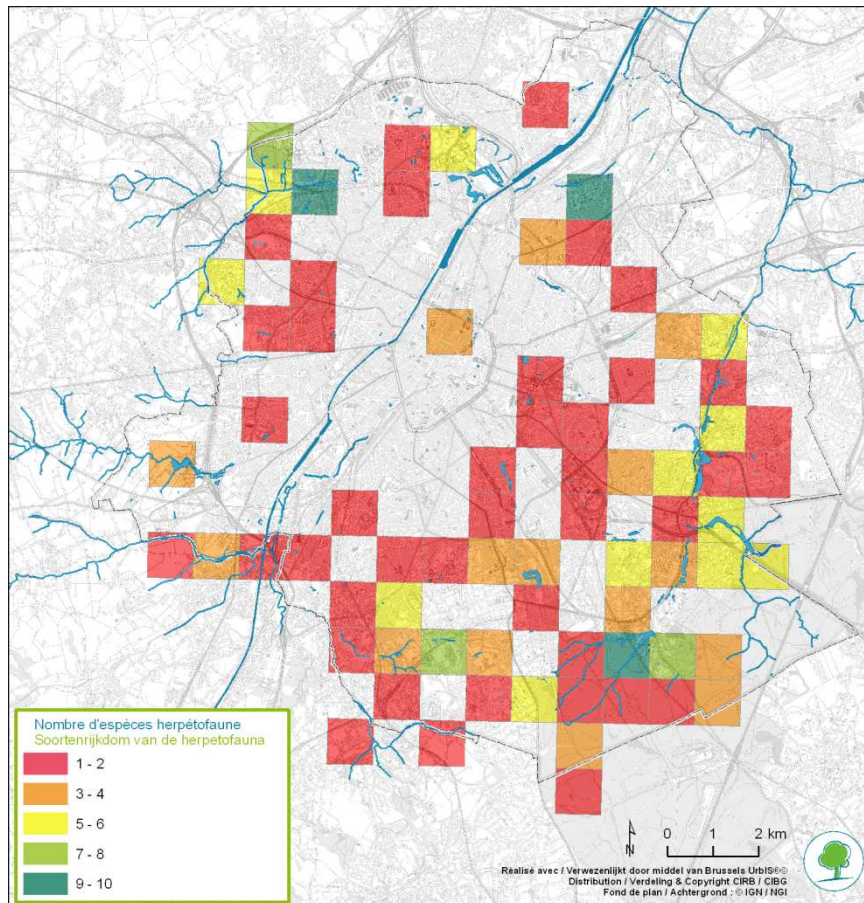 Nombre d'espèces herpétofaune
Soortenrijkdom van de herpetofauna
1 - 2
3 - 4
5 - 6
7 - 8
9 - 10
N
0 1 2 km
Réalisé avec / Verwezenlijkt door middel van Brussels UrbIS®©
Distribution / Verdeling & Copyright CIRB / CIBG
Fond de plan / Achtergrond : © IGN / NGI